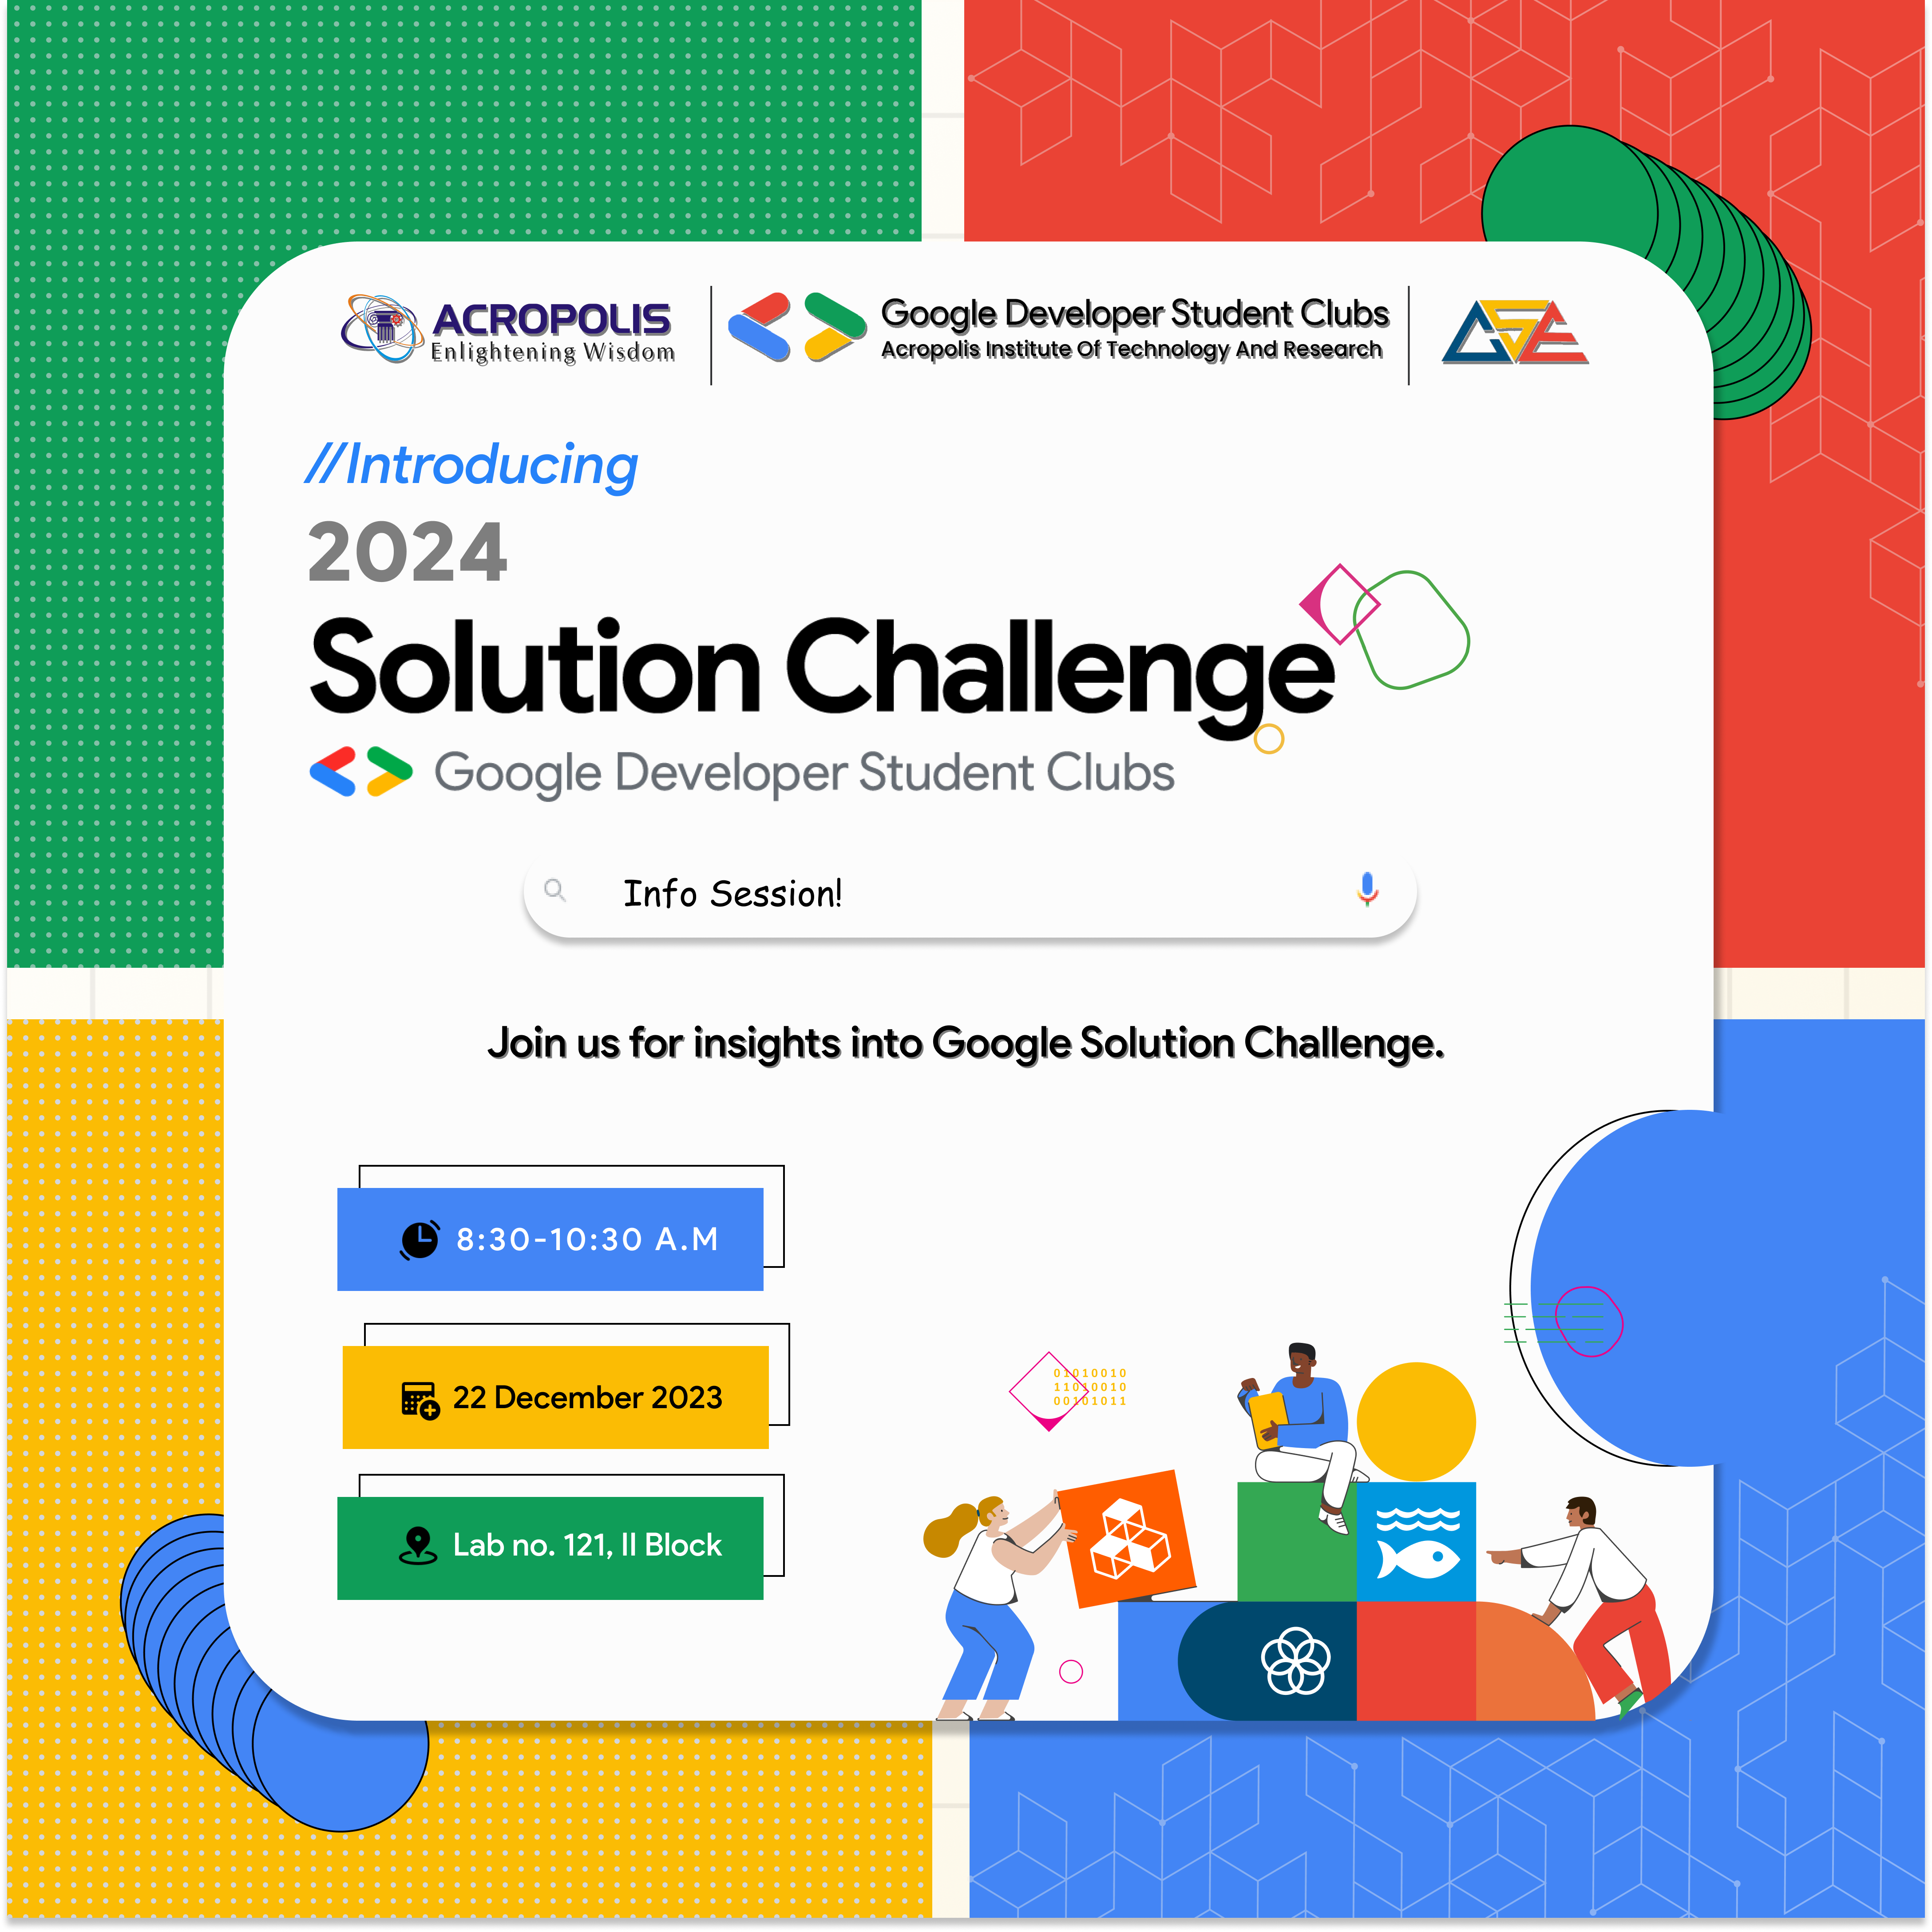 ACROPOLIS
Enlightening Wisdom
Google Developer Student Clubs
Acropolis Institute Of Technology And Research
//Introducing
2024
Solution Challenge
Google Developer Student Clubs
Info Session!
Join us for insights into Google Solution Challenge.
8:30-10:30 A.M
22 December 2023
Lab no. 121, II Block
01010010
11010010
00101011